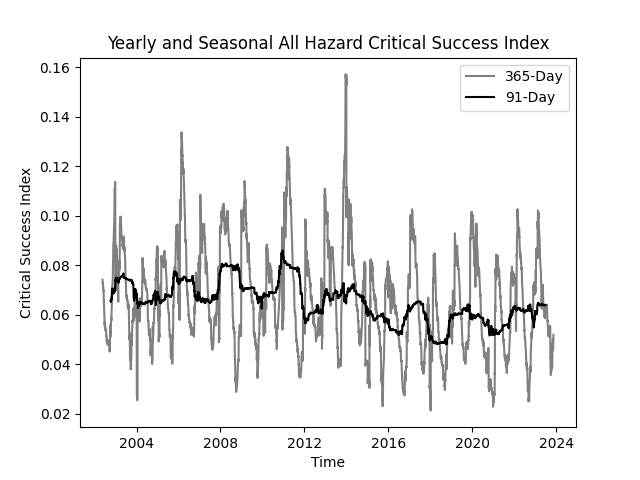 Yearly and Seasonal All Hazard Critical Success Index
365-Day
91-Day
0.16
0.14
0.12
0.10
0.08
0.06
0.04
0.02
Critical Success Index
2004 2008 2012 2016 2020 2024
Time